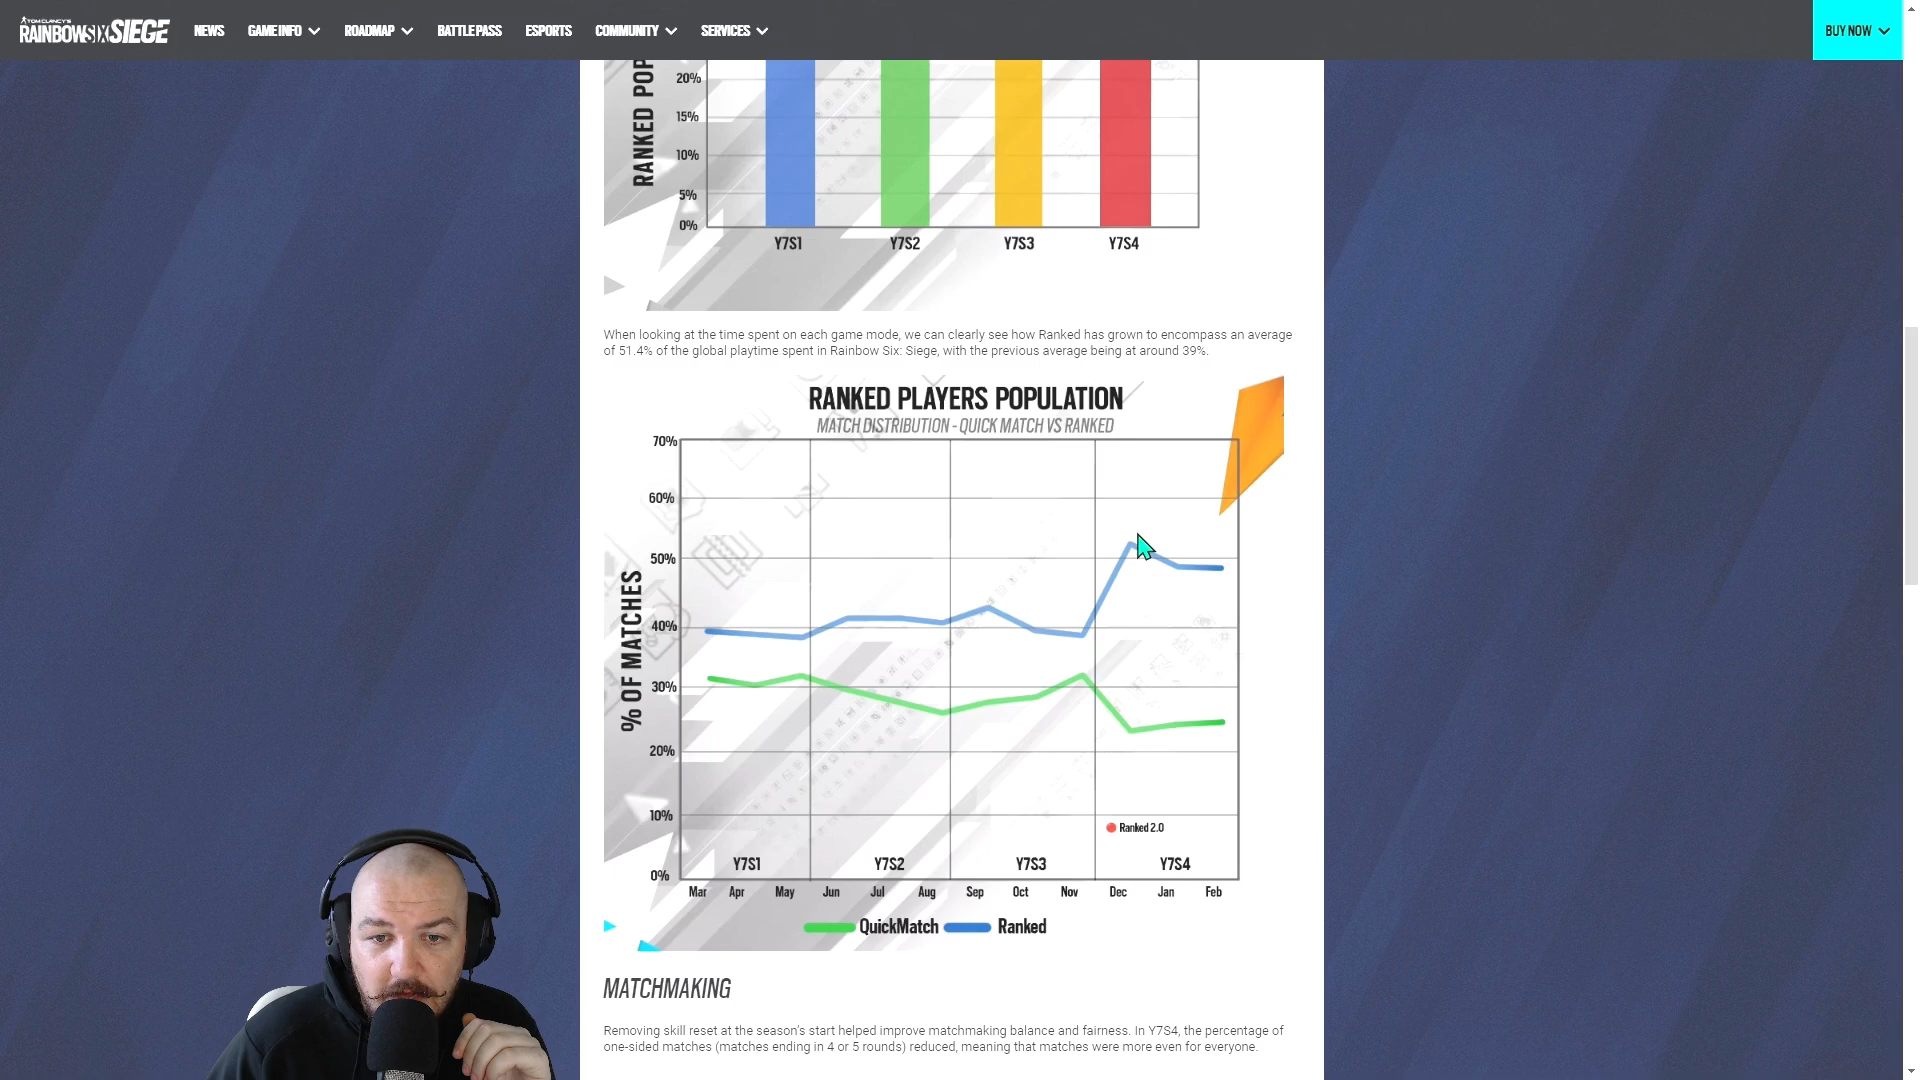 TOM CLANCY'S
RAINBOWSIX SIEGE
NEWS GAME INFO ROADMAP BATTLE PASS ESPORTS COMMUNITY SERVICES BUY NOW
RANKED POP
20%
15%
10%
5%
0%
Y7S1 Y7S2 Y7S3 Y7S4
When looking at the time spent on each game mode, we can clearly see how Ranked has grown to encompass an average
of 51.4% of the global playtime spent in Rainbow Six: Siege, with the previous average being at around 39%.
RANKED PLAYERS POPULATION
MATCH DISTRIBUTION - QUICK MATCH VS RANKED
% OF MATCHES
70%
60%
50%
40%
30%
20%
10%
0%
Ranked 2.0
Y7S1 Y7S2 Y7S3 Y7S4
Mar Apr May Jun Jul Aug Sep Oct Nov Dec Jan Feb
QuickMatch Ranked
MATCHMAKING
Removing skill reset at the season's start helped improve matchmaking balance and fairness. In Y7S4, the percentage of
one-sided matches (matches ending in 4 or 5 rounds) reduced, meaning that matches were more even for everyone.